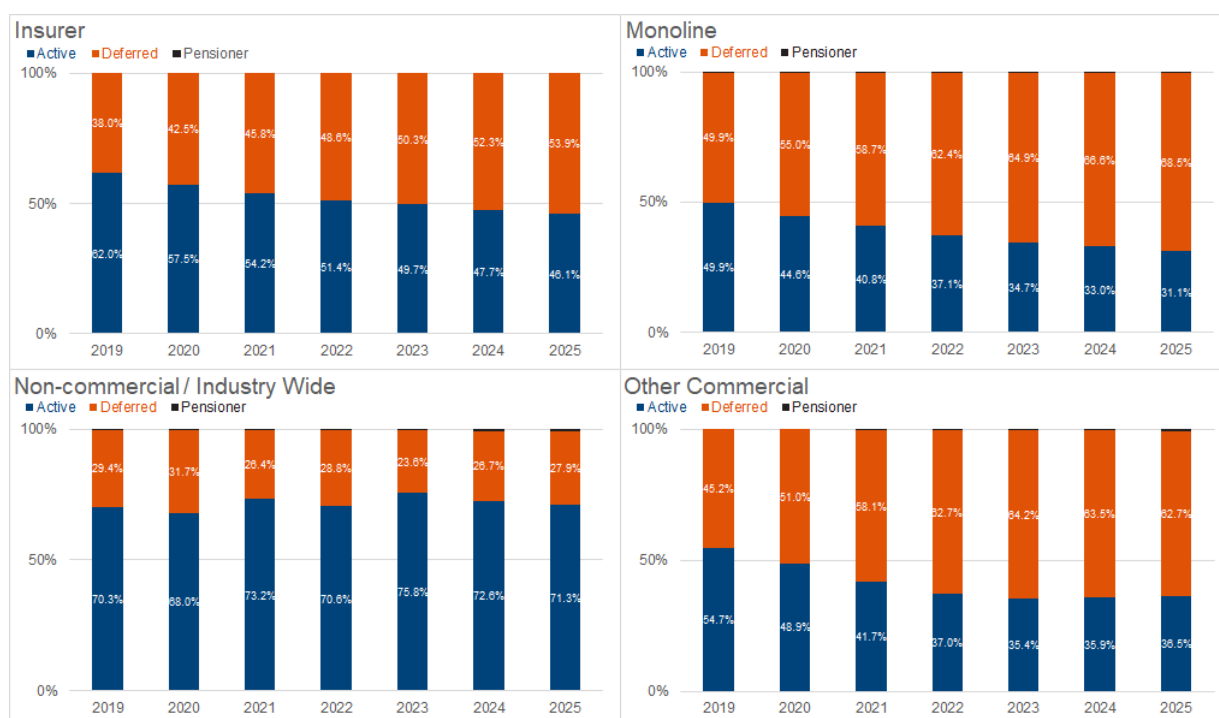 Insurer
Active Deferred Pensioner
100%
38.0% 42.5% 45.8% 48.6% 50.3% 52.3% 53.9%
50%
62.0% 57.5% 54.2% 51.4% 49.7% 47.7% 46.1%
0%
2019 2020 2021 2022 2023 2024 2025
Monoline
Active Deferred Pensioner
100%
49.9% 55.0% 58.7% 62.4% 64.9% 66.6% 68.5%
50%
49.9% 44.6% 40.8% 37.1% 34.7% 33.0% 31.1%
0%
2019 2020 2021 2022 2023 2024 2025
Non-commercial / Industry Wide
Active Deferred Pensioner
100%
29.4% 31.7% 26.4% 28.8% 23.6% 26.7% 27.9%
50%
70.3% 68.0% 73.2% 70.6% 75.8% 72.6% 71.3%
0%
2019 2020 2021 2022 2023 2024 2025
Other Commercial
Active Deferred Pensioner
100%
45.2% 51.0% 58.1% 62.7% 64.2% 63.5% 62.7%
50%
54.7% 48.9% 41.7% 37.0% 35.4% 35.9% 36.5%
0%
2019 2020 2021 2022 2023 2024 2025